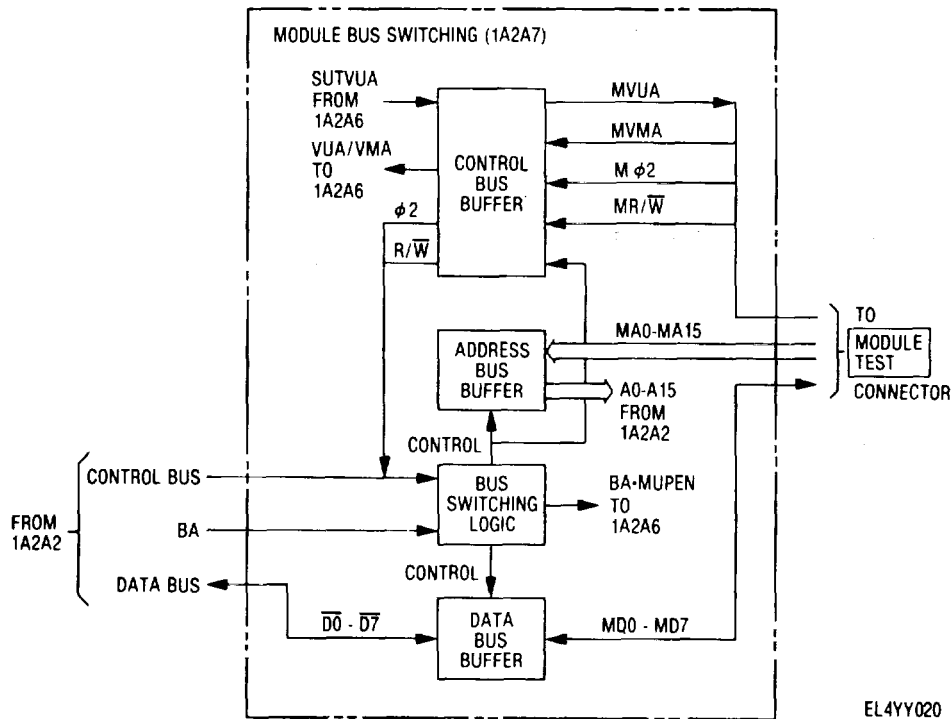 MODULE BUS SWITCHING (1A2A7)
SUTVUA
FROM
1A2A6
VUA/VMA
TO
1A2A6
ϕ2
R/W̅
CONTROL
BUS
BUFFER
MVUA
MVMA
M ϕ2
MR/W̅
ADDRESS
BUS
BUFFER
MA0-MA15
A0-A15
FROM
1A2A2
TO
MODULE
TEST
CONNECTOR
CONTROL
FROM
1A2A2
CONTROL BUS
BA
DATA BUS
BUS
SWITCHING
LOGIC
BA•MUPEN
TO
1A2A6
CONTROL
D̅0̅ - D̅7̅
DATA
BUS
BUFFER
MD0 - MD7
EL4YY020